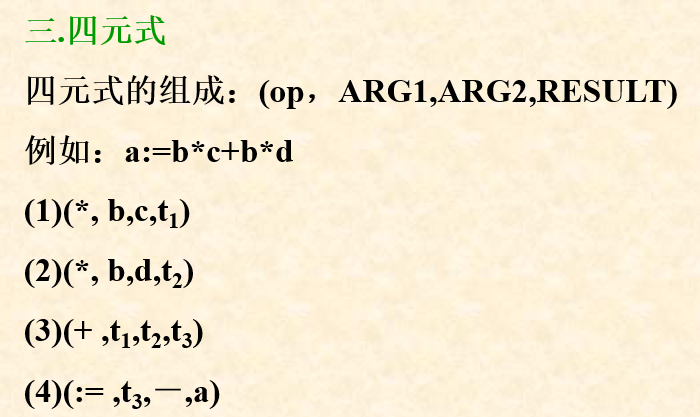 三.四元式
四元式的组成：(op，ARG1,ARG2,RESULT)
例如：a:=b*c+b*d
(1)(*, b,c,t₁)
(2)(*, b,d,t₂)
(3)(+ ,t₁,t₂,t₃)
(4)(:= ,t₃,－,a)